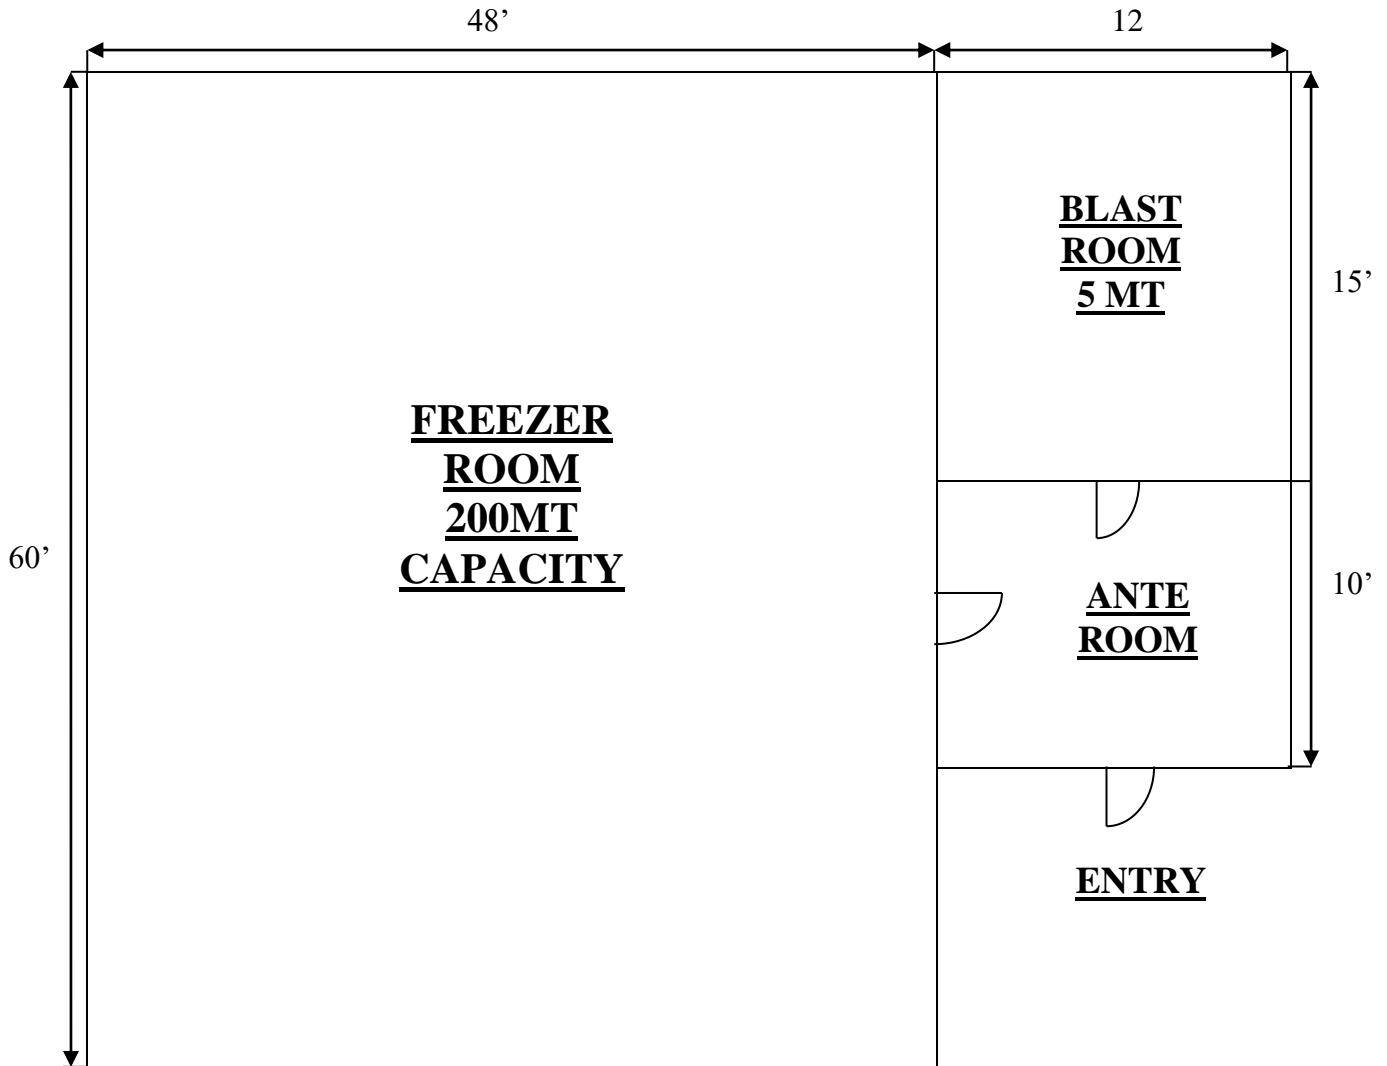 48’
12
BLAST
ROOM
5 MT
15’
FREEZER
ROOM
200MT
CAPACITY
60’
10’
ANTE
ROOM
ENTRY